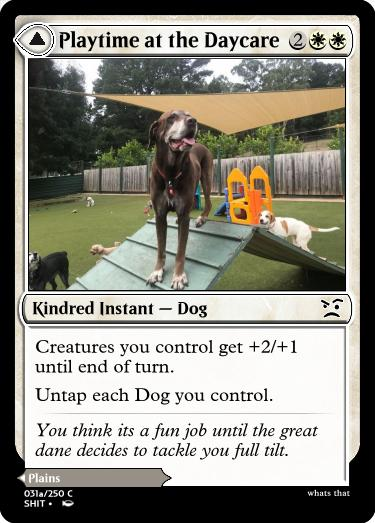 Playtime at the Daycare 2
Kindred Instant — Dog
Creatures you control get +2/+1
until end of turn.
Untap each Dog you control.
You think its a fun job until the great
dane decides to tackle you full tilt.
Plains
031a/250 C
SHIT •
whats that